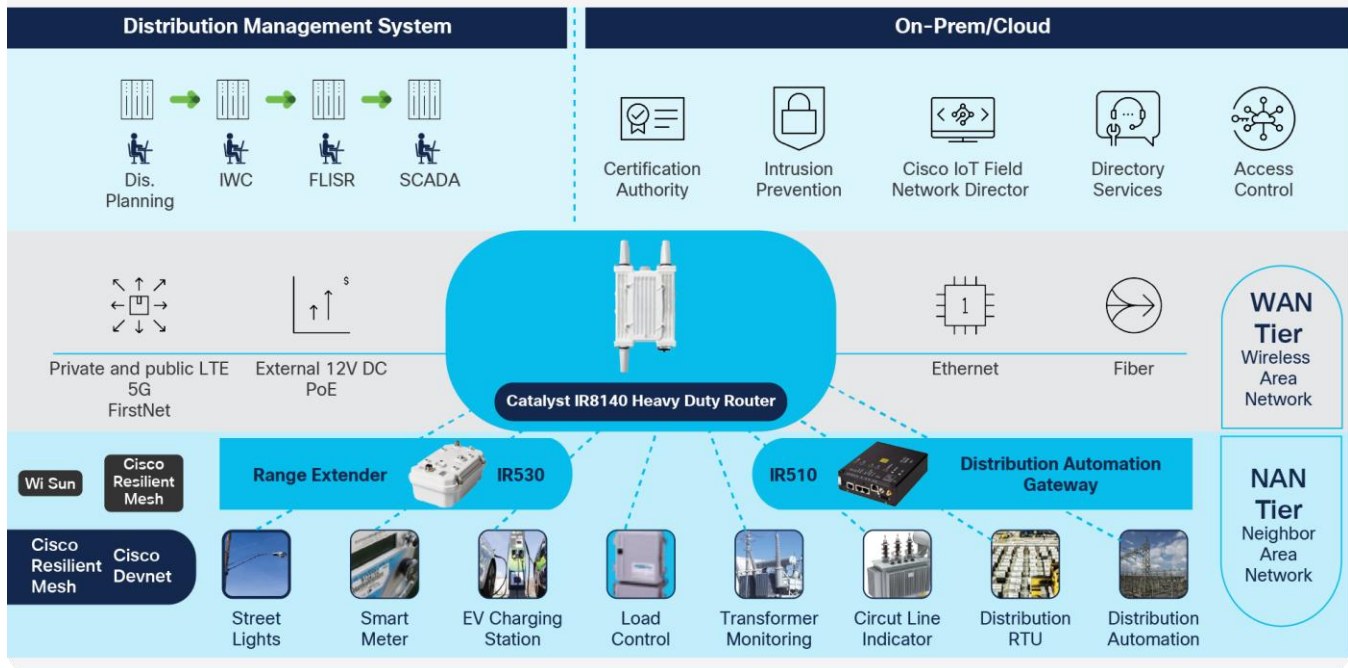 Distribution Management System
On-Prem/Cloud
Dis.
Planning
IWC
FLISR
SCADA
Certification
Authority
Intrusion
Prevention
Cisco IoT Field
Network Director
Directory
Services
Access
Control
$
1
Private and public LTE
5G
FirstNet
External 12V DC
PoE
Catalyst IR8140 Heavy Duty Router
Ethernet
Fiber
WAN
Tier
Wireless
Area
Network
Wi Sun
Cisco
Resilient
Mesh
Range Extender
IR530
IR510
Distribution Automation
Gateway
NAN
Tier
Neighbor
Area
Network
Cisco
Resilient
Mesh
Cisco
Devnet
Street
Lights
Smart
Meter
EV Charging
Station
Load
Control
Transformer
Monitoring
Circut Line
Indicator
Distribution
RTU
Distribution
Automation